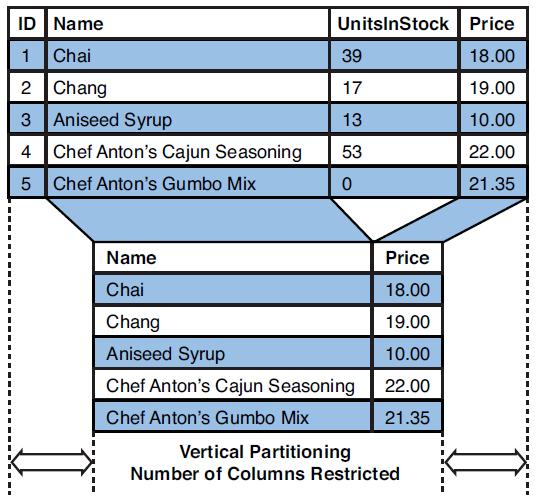 ID Name UnitsInStock Price
1 Chai 39 18.00
2 Chang 17 19.00
3 Aniseed Syrup 13 10.00
4 Chef Anton's Cajun Seasoning 53 22.00
5 Chef Anton's Gumbo Mix 0 21.35
Name Price
Chai 18.00
Chang 19.00
Aniseed Syrup 10.00
Chef Anton's Cajun Seasoning 22.00
Chef Anton's Gumbo Mix 21.35
Vertical Partitioning
Number of Columns Restricted